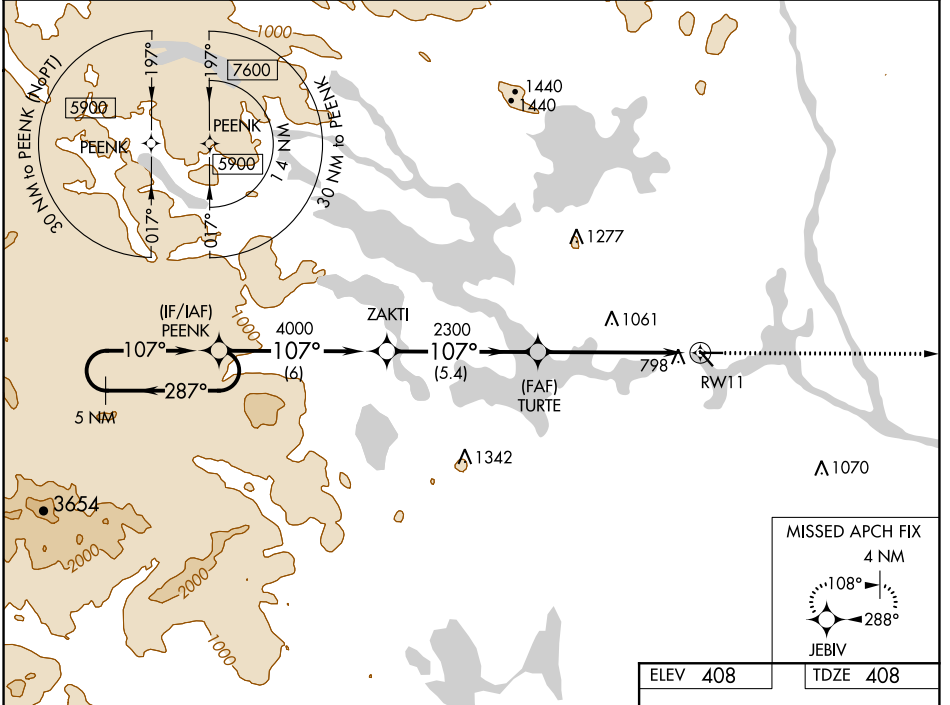 1000
30 NM to PEENK (NoPT)
197°
197°
7600
5900
PEENK
PEENK
5900
14 NM
30 NM to PEENK
017°
017°
1440
1440
1277
1000
(IF/IAF)
PEENK
4000
107°
(6)
ZAKTI
2300
107°
(5.4)
1061
798
RW11
107°
287°
5 NM
(FAF)
TURTE
1342
1070
3654
2000
2000
1000
MISSED APCH FIX
4 NM
108°
288°
JEBIV
ELEV 408
TDZE 408